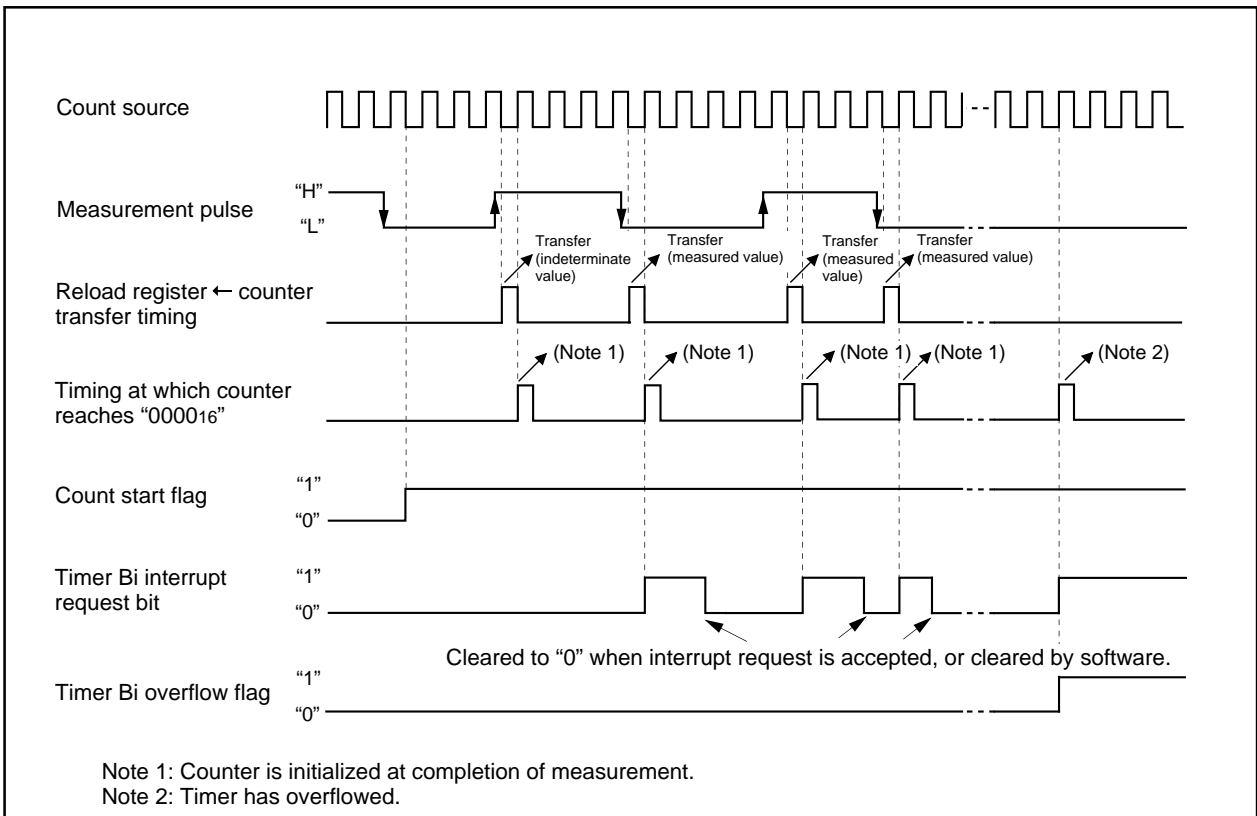 Count source
Measurement pulse
“H”
“L”
Transfer
(indeterminate
value)
Transfer
(measured value)
Transfer
(measured
value)
Transfer
(measured value)
Reload register ← counter
transfer timing
(Note 1)
(Note 1)
(Note 1)
(Note 1)
(Note 2)
Timing at which counter
reaches “000016”
Count start flag
“1”
“0”
Timer Bi interrupt
request bit
“1”
“0”
Cleared to “0” when interrupt request is accepted, or cleared by software.
Timer Bi overflow flag
“1”
“0”
Note 1: Counter is initialized at completion of measurement.
Note 2: Timer has overflowed.